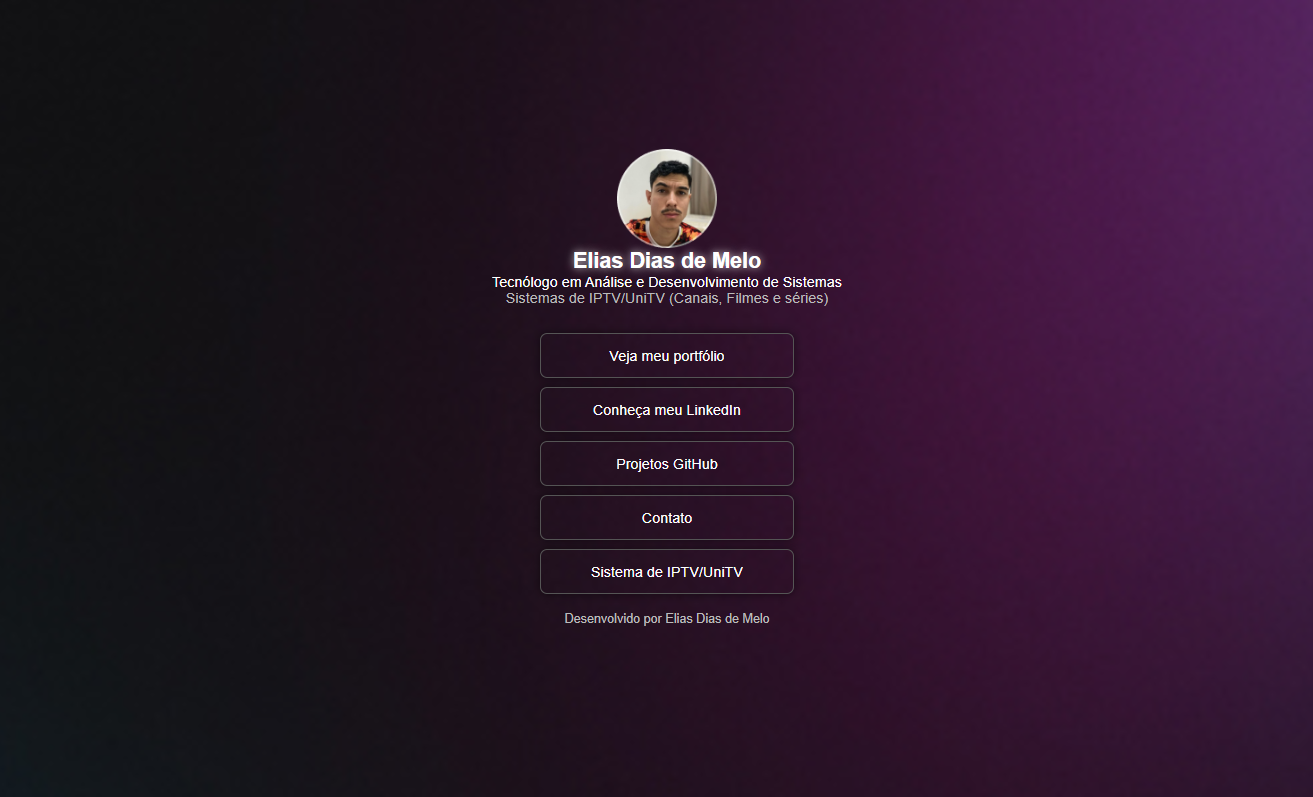 Elias Dias de Melo
Tecnólogo em Análise e Desenvolvimento de Sistemas
Sistemas de IPTV/UniTV (Canais, Filmes e séries)
Veja meu portfólio
Conheça meu LinkedIn
Projetos GitHub
Contato
Sistema de IPTV/UniTV
Desenvolvido por Elias Dias de Melo